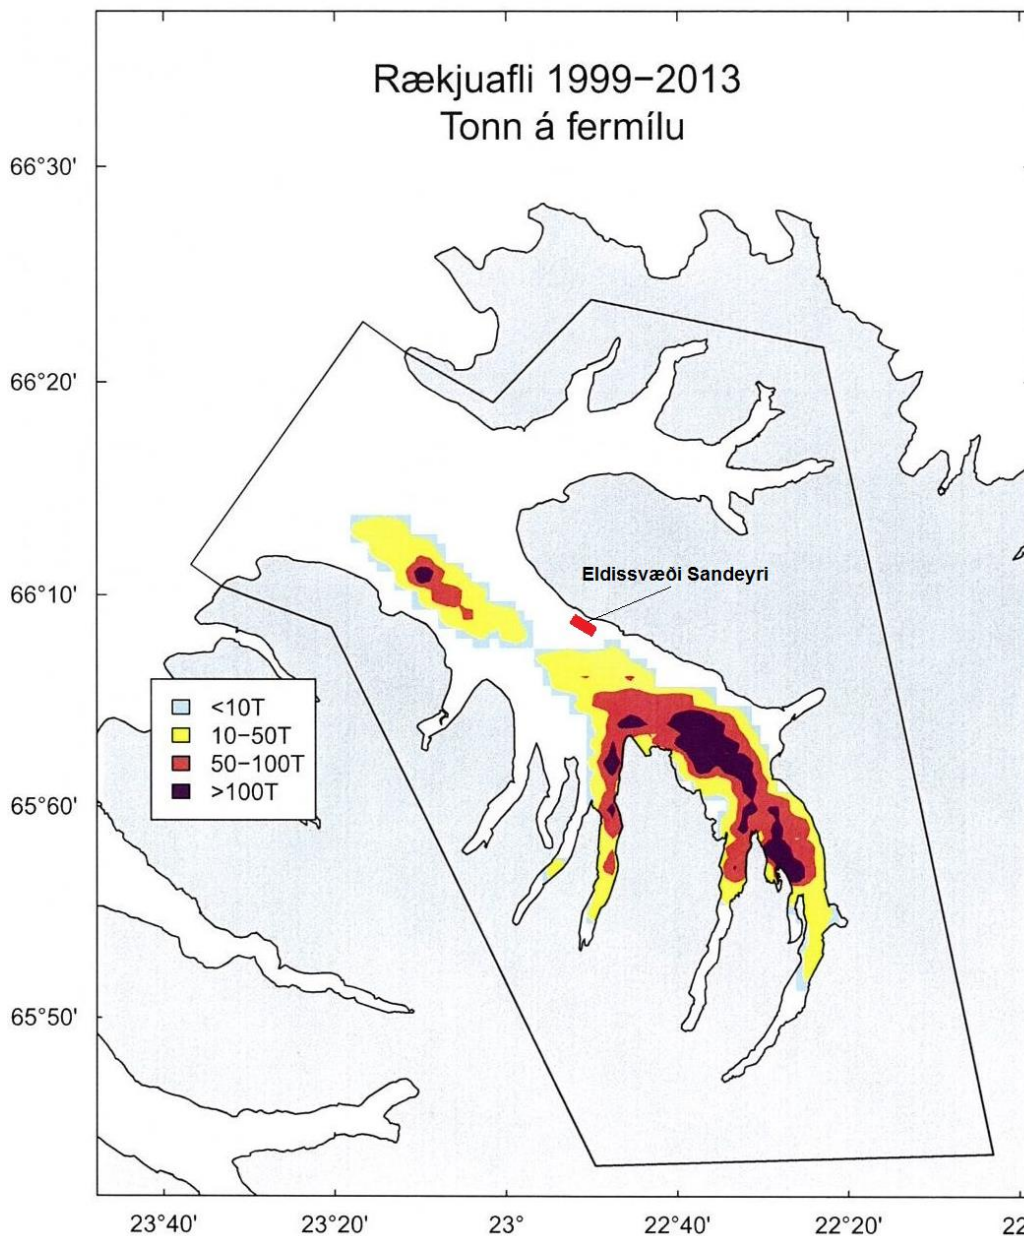 Rækjuafli 1999−2013
Tonn á fermílu
66°30'
66°20'
66°10'
65°60'
65°50'
Eldissvæði Sandeyri
<10T
10−50T
50−100T
>100T
23°40'
23°20'
23°
22°40'
22°20'
22